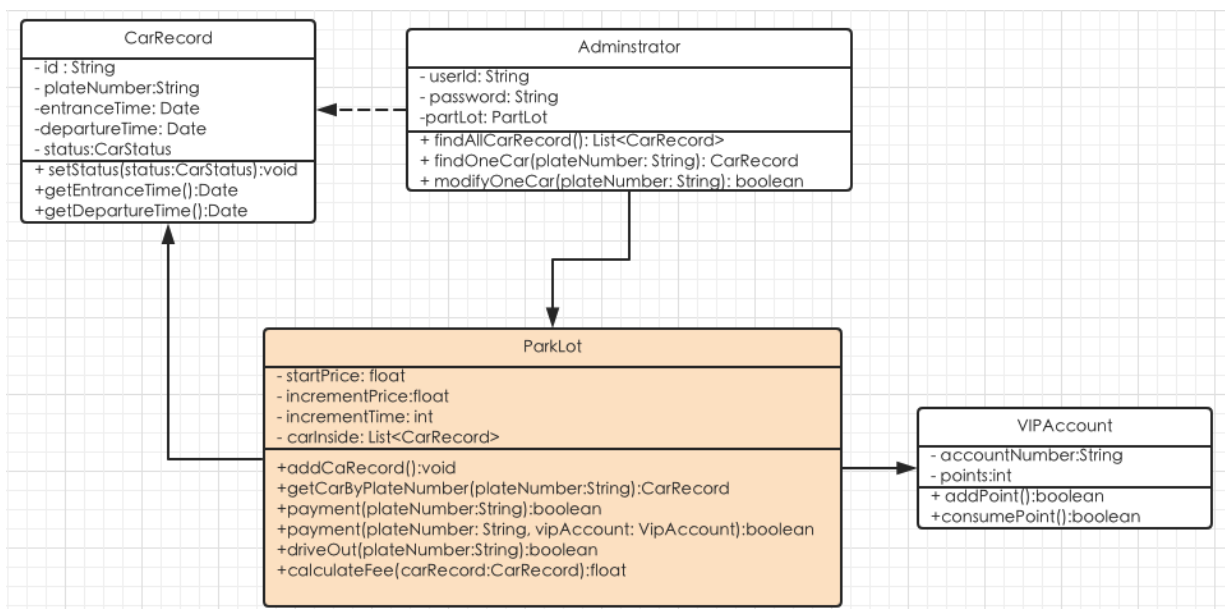 CarRecord
- id : String
- plateNumber:String
-entranceTime: Date
-departureTime: Date
- status:CarStatus
+ setStatus(status:CarStatus):void
+getEntranceTime():Date
+getDepartureTime():Date
Adminstrator
- userId: String
- password: String
-partLot: PartLot
+ findAllCarRecord(): List<CarRecord>
+ findOneCar(plateNumber: String): CarRecord
+ modifyOneCar(plateNumber: String): boolean
ParkLot
- startPrice: float
- incrementPrice:float
- incrementTime: int
- carInside: List<CarRecord>
+addCaRecord():void
+getCarByPlateNumber(plateNumber:String):CarRecord
+payment(plateNumber:String):boolean
+payment(plateNumber: String, vipAccount: VipAccount):boolean
+driveOut(plateNumber:String):boolean
+calculateFee(carRecord:CarRecord):float
VIPAccount
- accountNumber:String
- points:int
+ addPoint():boolean
+consumePoint():boolean